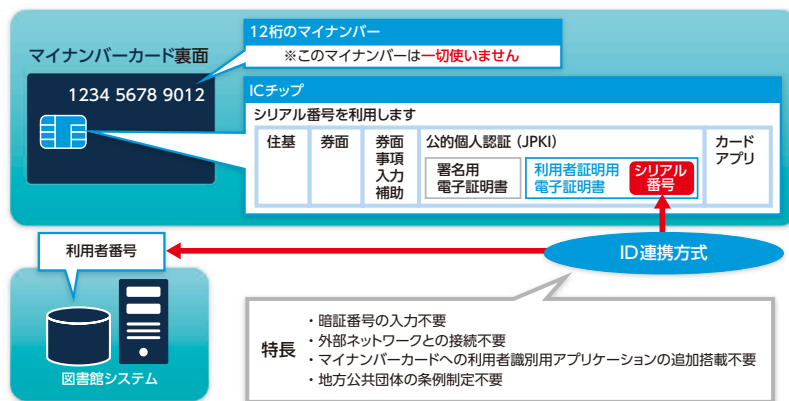 12桁のマイナンバー
※このマイナンバーは一切使いません
マイナンバーカード裏面
1234 5678 9012
ICチップ
シリアル番号を利用します
住基
券面
券面
事項
入力
補助
公的個人認証(JPKI)
署名用
電子証明書
利用者証明用
電子証明書
シリアル
番号
カード
アプリ
利用者番号
ID連携方式
図書館システム
特長
・暗証番号の入力不要
・外部ネットワークとの接続不要
・マイナンバーカードへの利用者識別用アプリケーションの追加搭載不要
・地方公共団体の条例制定不要